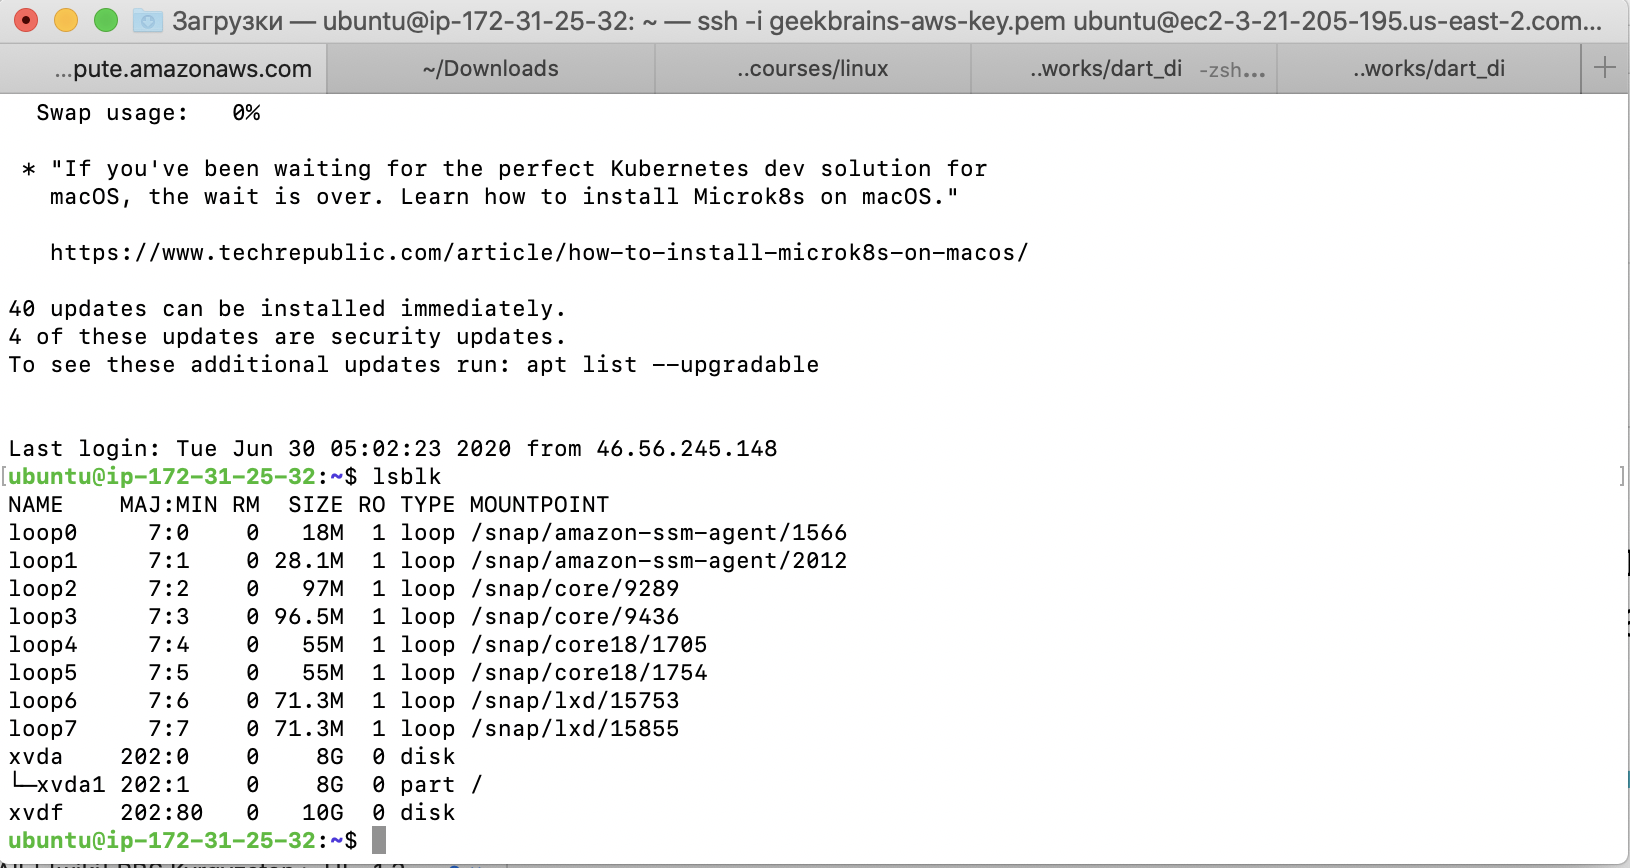 Загрузки — ubuntu@ip-172-31-25-32: ~ — ssh -i geekbrains-aws-key.pem ubuntu@ec2-3-21-205-195.us-east-2.com...
...pute.amazonaws.com ~/Downloads ..courses/linux ..works/dart_di -zsh... ..works/dart_di
Swap usage: 0%
* "If you've been waiting for the perfect Kubernetes dev solution for
macOS, the wait is over. Learn how to install Microk8s on macOS."
https://www.techrepublic.com/article/how-to-install-microk8s-on-macos/
40 updates can be installed immediately.
4 of these updates are security updates.
To see these additional updates run: apt list --upgradable
Last login: Tue Jun 30 05:02:23 2020 from 46.56.245.148
[ubuntu@ip-172-31-25-32:~$ lsblk ]
NAME MAJ:MIN RM SIZE RO TYPE MOUNTPOINT
loop0 7:0 0 18M 1 loop /snap/amazon-ssm-agent/1566
loop1 7:1 0 28.1M 1 loop /snap/amazon-ssm-agent/2012
loop2 7:2 0 97M 1 loop /snap/core/9289
loop3 7:3 0 96.5M 1 loop /snap/core/9436
loop4 7:4 0 55M 1 loop /snap/core18/1705
loop5 7:5 0 55M 1 loop /snap/core18/1754
loop6 7:6 0 71.3M 1 loop /snap/lxd/15753
loop7 7:7 0 71.3M 1 loop /snap/lxd/15855
xvda 202:0 0 8G 0 disk
└─xvda1 202:1 0 8G 0 part /
xvdf 202:80 0 10G 0 disk
ubuntu@ip-172-31-25-32:~$